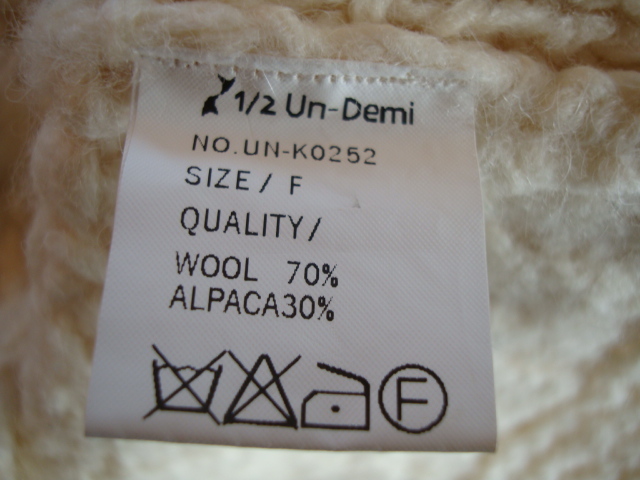 1/2 Un-Demi
NO.UN-K0252
SIZE/ F
QUALITY/
WOOL 70%
ALPACA30%
F